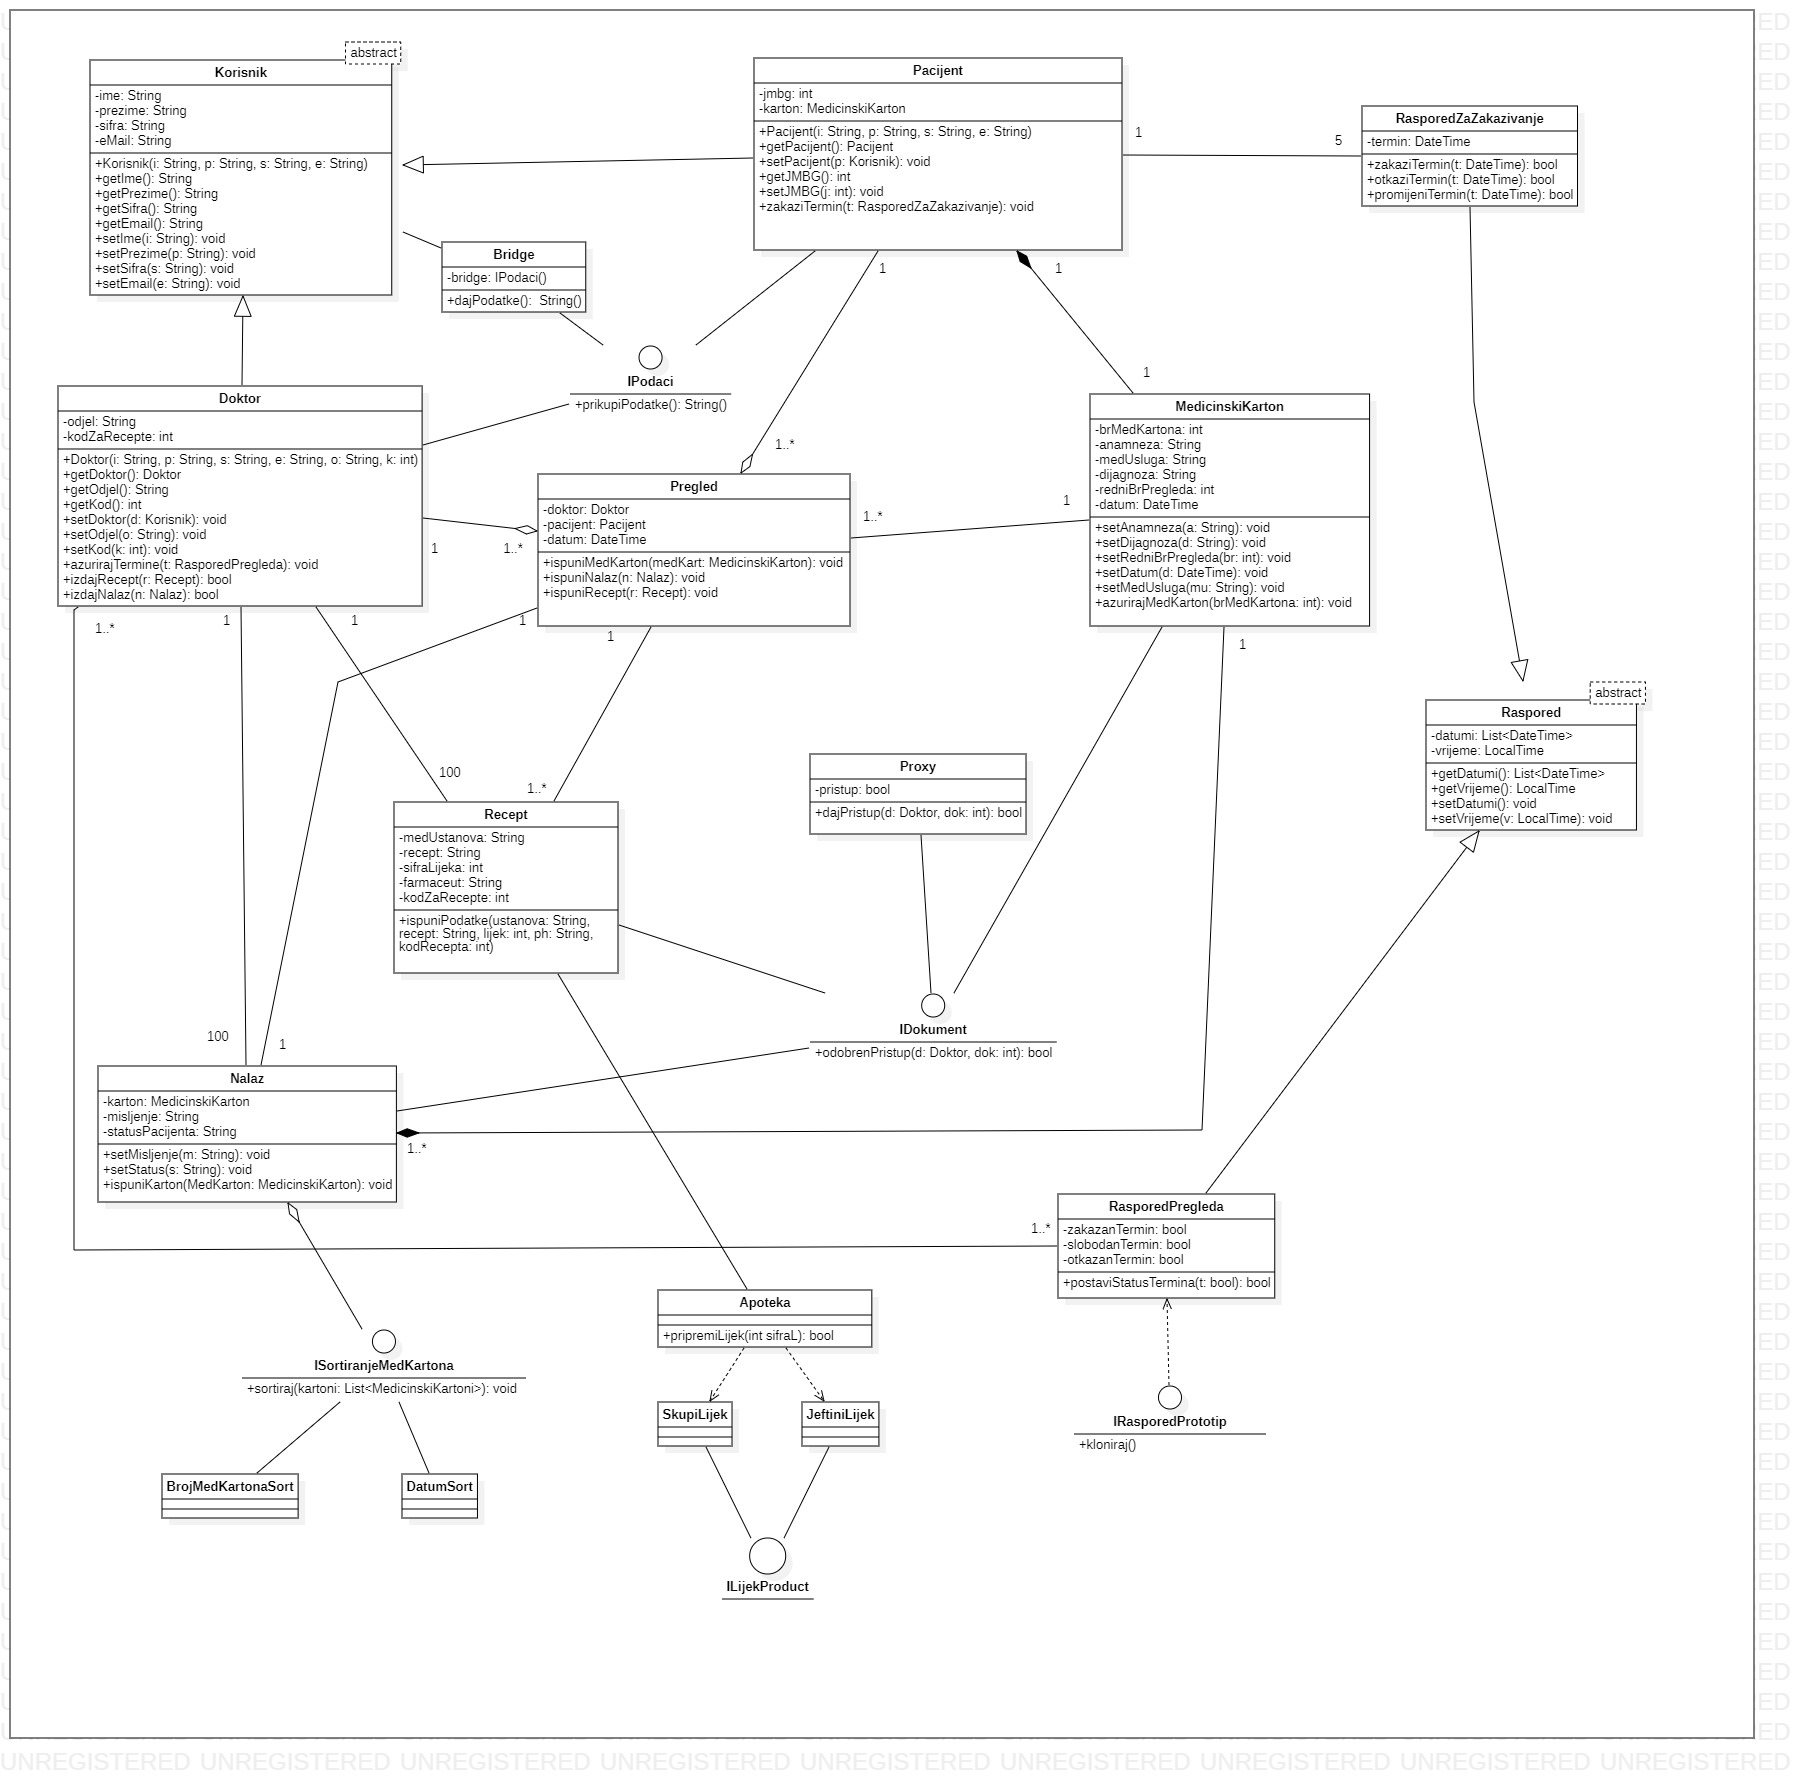 abstract
Korisnik
-ime: String
-prezime: String
-sifra: String
-eMail: String
+Korisnik(i: String, p: String, s: String, e: String)
+getIme(): String
+getPrezime(): String
+getSifra(): String
+getEmail(): String
+setIme(i: String): void
+setPrezime(p: String): void
+setSifra(s: String): void
+setEmail(e: String): void
Pacijent
-jmbg: int
-karton: MedicinskiKarton
+Pacijent(i: String, p: String, s: String, e: String)
+getPacijent(): Pacijent
+setPacijent(p: Korisnik): void
+getJMBG(): int
+setJMBG(j: int): void
+zakaziTermin(t: RasporedZaZakazivanje): void
1
5
RasporedZaZakazivanje
-termin: DateTime
+zakaziTermin(t: DateTime): bool
+otkaziTermin(t: DateTime): bool
+promijeniTermin(t: DateTime): bool
Bridge
-bridge: IPodaci()
+dajPodatke():  String()
1
1
IPodaci
+prikupiPodatke(): String()
1
1..*
Doktor
-odjel: String
-kodZaRecepte: int
+Doktor(i: String, p: String, s: String, e: String, o: String, k: int)
+getDoktor(): Doktor
+getOdjel(): String
+getKod(): int
+setDoktor(d: Korisnik): void
+setOdjel(o: String): void
+setKod(k: int): void
+azurirajTermine(t: RasporedPregleda): void
+izdajRecept(r: Recept): bool
+izdajNalaz(n: Nalaz): bool
1
1..*
Pregled
-doktor: Doktor
-pacijent: Pacijent
-datum: DateTime
+ispuniMedKarton(medKart: MedicinskiKarton): void
+ispuniNalaz(n: Nalaz): void
+ispuniRecept(r: Recept): void
1..*
1
MedicinskiKarton
-brMedKartona: int
-anamneza: String
-medUsluga: String
-dijagnoza: String
-redniBrPregleda: int
-datum: DateTime
+setAnamneza(a: String): void
+setDijagnoza(d: String): void
+setRedniBrPregleda(br: int): void
+setDatum(d: DateTime): void
+setMedUsluga(mu: String): void
+azurirajMedKarton(brMedKartona: int): void
1..*
1
1
1
1
1
abstract
Raspored
-datumi: List<DateTime>
-vrijeme: LocalTime
+getDatumi(): List<DateTime>
+getVrijeme(): LocalTime
+setDatumi(): void
+setVrijeme(v: LocalTime): void
100
1..*
Proxy
-pristup: bool
+dajPristup(d: Doktor, dok: int): bool
Recept
-medUstanova: String
-recept: String
-sifraLijeka: int
-farmaceut: String
-kodZaRecepte: int
+ispuniPodatke(ustanova: String,
recept: String, lijek: int, ph: String,
kodRecepta: int)
IDokument
+odobrenPristup(d: Doktor, dok: int): bool
100
1
Nalaz
-karton: MedicinskiKarton
-misljenje: String
-statusPacijenta: String
+setMisljenje(m: String): void
+setStatus(s: String): void
+ispuniKarton(MedKarton: MedicinskiKarton): void
1..*
1..*
RasporedPregleda
-zakazanTermin: bool
-slobodanTermin: bool
-otkazanTermin: bool
+postaviStatusTermina(t: bool): bool
Apoteka
+pripremiLijek(int sifraL): bool
ISortiranjeMedKartona
+sortiraj(kartoni: List<MedicinskiKartoni>): void
SkupiLijek
JeftiniLijek
IRasporedPrototip
+kloniraj()
BrojMedKartonaSort
DatumSort
ILijekProduct
UNREGISTERED UNREGISTERED UNREGISTERED UNREGISTERED UNREGISTERED UNREGISTERED UNREGISTERED UNREGISTERED UNREGISTERED